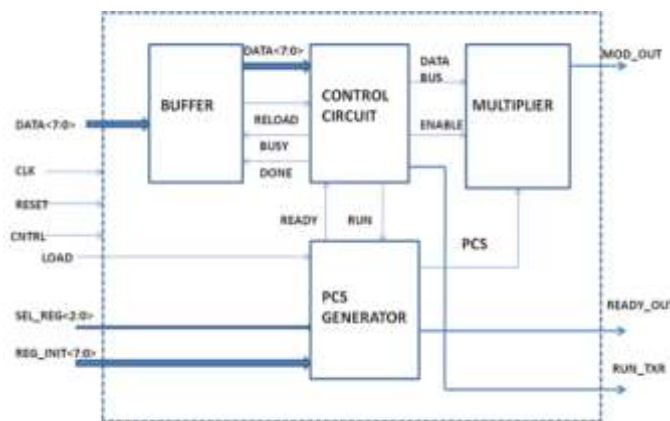 DATA<7:0>
DATA
BUS
MOD_OUT
BUFFER
CONTROL
CIRCUIT
MULTIPLIER
DATA<7:0>
RELOAD
ENABLE
BUSY
DONE
CLK
RESET
CNTRL
LOAD
READY
RUN
PCS
PCS
GENERATOR
SEL_REG<2:0>
REG_INIT<7:0>
READY_OUT
RUN_TXR